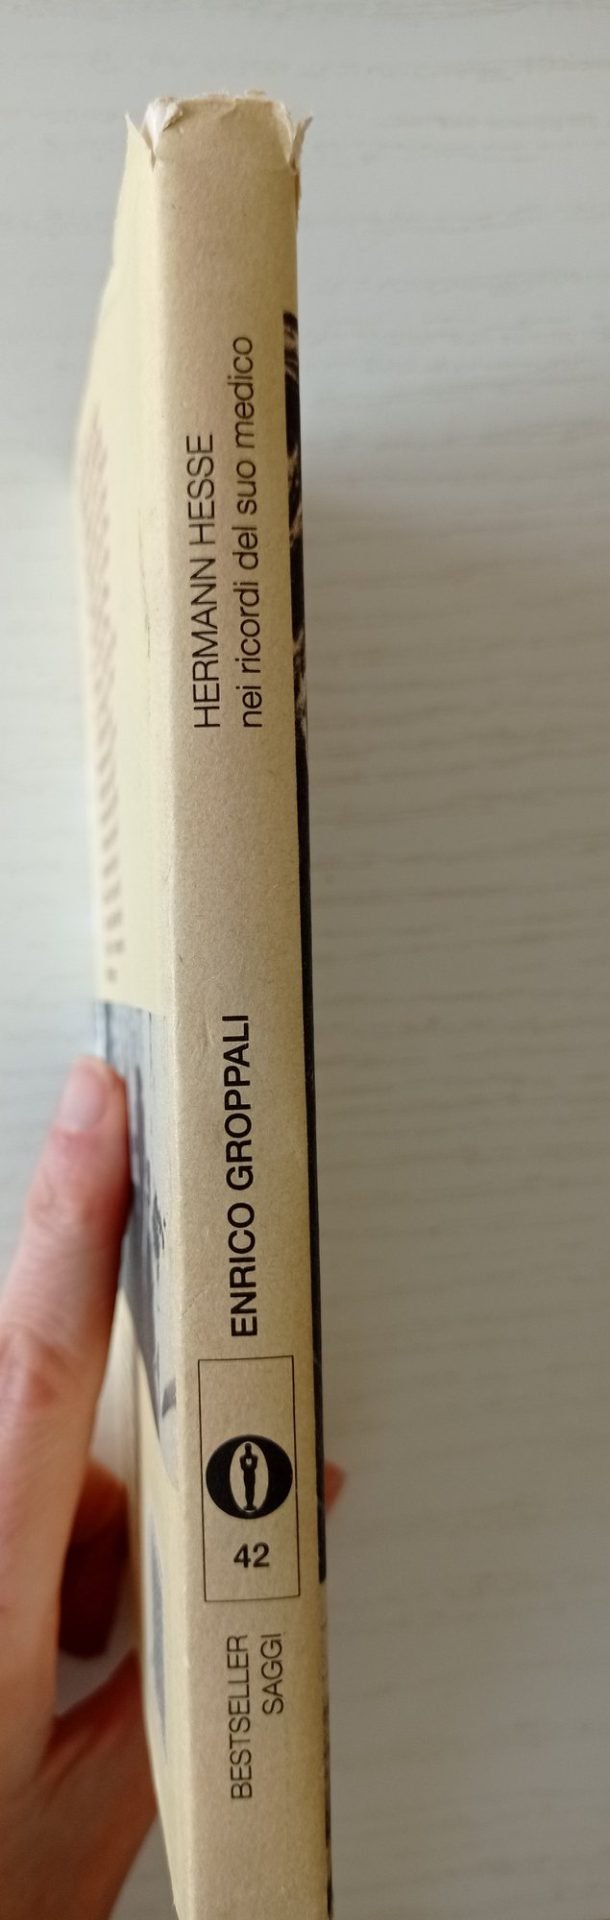 HERMANN HESSE
nei ricordi del suo medico
ENRICO GROPPALI
42
BESTSELLER
SAGGI